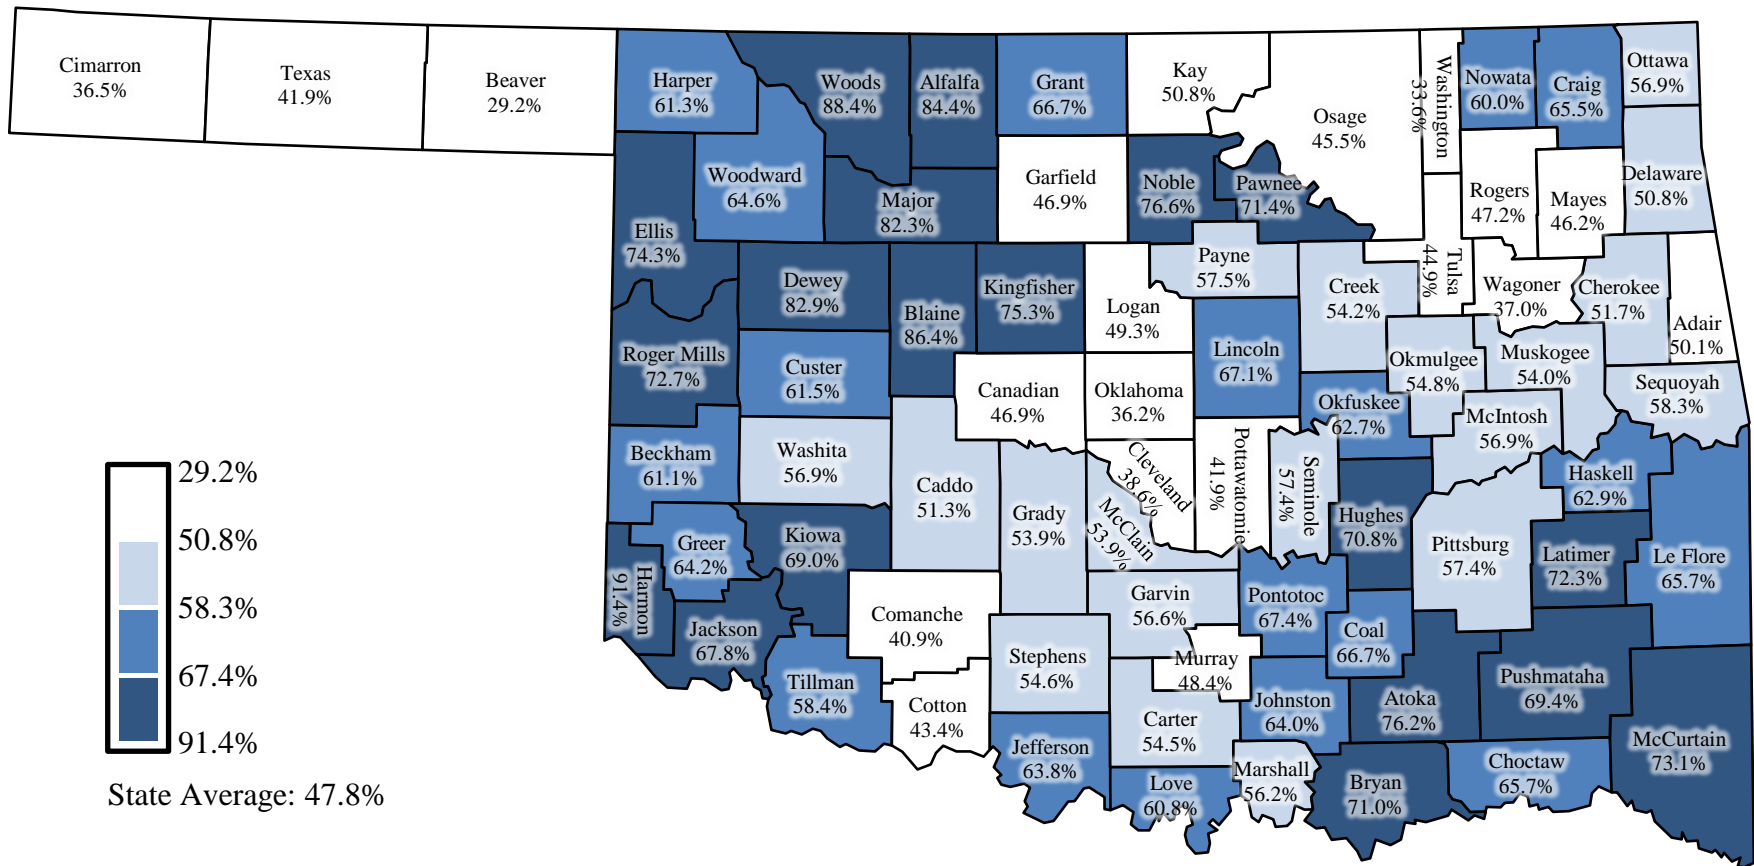 Cimarron
36.5%
Texas
41.9%
Beaver
29.2%
Harper
61.3%
Woods
88.4%
Alfalfa
84.4%
Grant
66.7%
Kay
50.8%
Osage
45.5%
Washington
33.6%
Nowata
60.0%
Craig
65.5%
Ottawa
56.9%
Woodward
64.6%
Major
82.3%
Garfield
46.9%
Noble
76.6%
Pawnee
71.4%
Rogers
47.2%
Mayes
46.2%
Delaware
50.8%
Ellis
74.3%
Dewey
82.9%
Blaine
86.4%
Kingfisher
75.3%
Logan
49.3%
Payne
57.5%
Creek
54.2%
Tulsa
44.9%
Wagoner
37.0%
Cherokee
51.7%
Adair
50.1%
Roger Mills
72.7%
Custer
61.5%
Canadian
46.9%
Oklahoma
36.2%
Lincoln
67.1%
Okfuskee
62.7%
Okmulgee
54.8%
Muskogee
54.0%
McIntosh
56.9%
Sequoyah
58.3%
Beckham
61.1%
Washita
56.9%
Caddo
51.3%
Grady
53.9%
Cleveland
38.6%
McClain
53.9%
Pottawatomie
41.9%
Seminole
57.4%
Hughes
70.8%
Pittsburg
57.4%
Haskell
62.9%
Latimer
72.3%
Le Flore
65.7%
Harmon
91.4%
Greer
64.2%
Kiowa
69.0%
Jackson
67.8%
Tillman
58.4%
Comanche
40.9%
Cotton
43.4%
Stephens
54.6%
Garvin
56.6%
Murray
48.4%
Pontotoc
67.4%
Coal
66.7%
Johnston
64.0%
Atoka
76.2%
Pushmataha
69.4%
McCurtain
73.1%
Jefferson
63.8%
Carter
54.5%
Love
60.8%
Marshall
56.2%
Bryan
71.0%
Choctaw
65.7%
29.2%
50.8%
58.3%
67.4%
91.4%
State Average: 47.8%